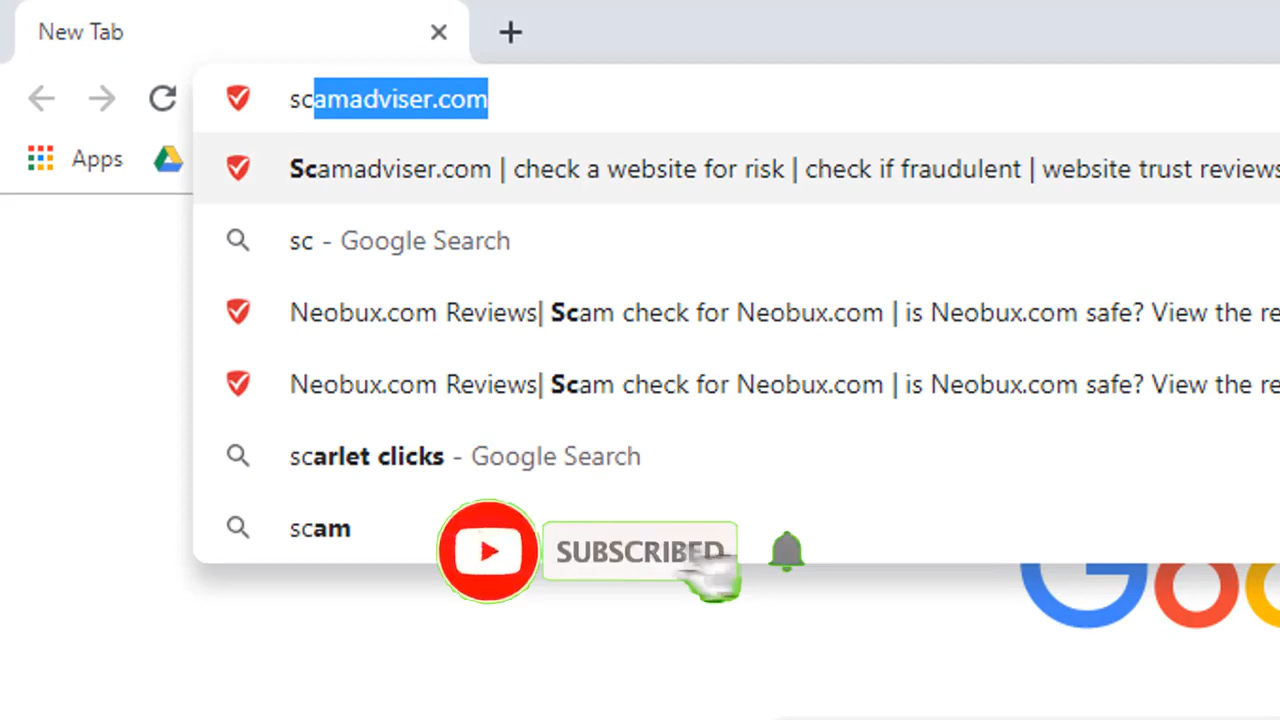 New Tab
scamadviser.com
Apps
Scamadviser.com | check a website for risk | check if fraudulent | website trust reviews
sc - Google Search
Neobux.com Reviews| Scam check for Neobux.com | is Neobux.com safe? View the re
Neobux.com Reviews| Scam check for Neobux.com | is Neobux.com safe? View the re
scarlet clicks - Google Search
scam
SUBSCRIBED